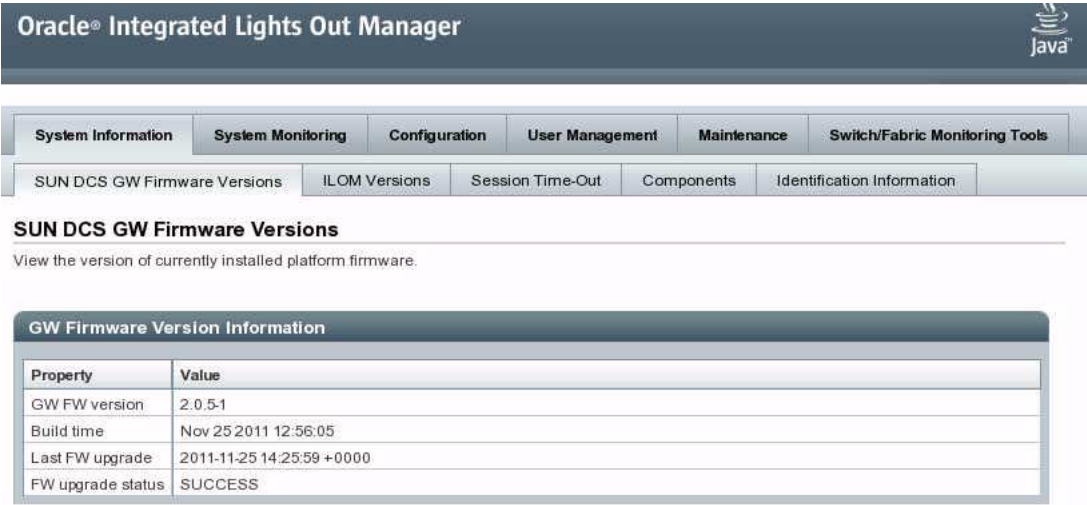 Oracle® Integrated Lights Out Manager
Java™
System Information System Monitoring Configuration User Management Maintenance Switch/Fabric Monitoring Tools
SUN DCS GW Firmware Versions ILOM Versions Session Time-Out Components Identification Information
SUN DCS GW Firmware Versions
View the version of currently installed platform firmware.
GW Firmware Version Information
Property Value
GW FW version 2.0.5-1
Build time Nov 25 2011 12:56:05
Last FW upgrade 2011-11-25 14:25:59 +0000
FW upgrade status SUCCESS